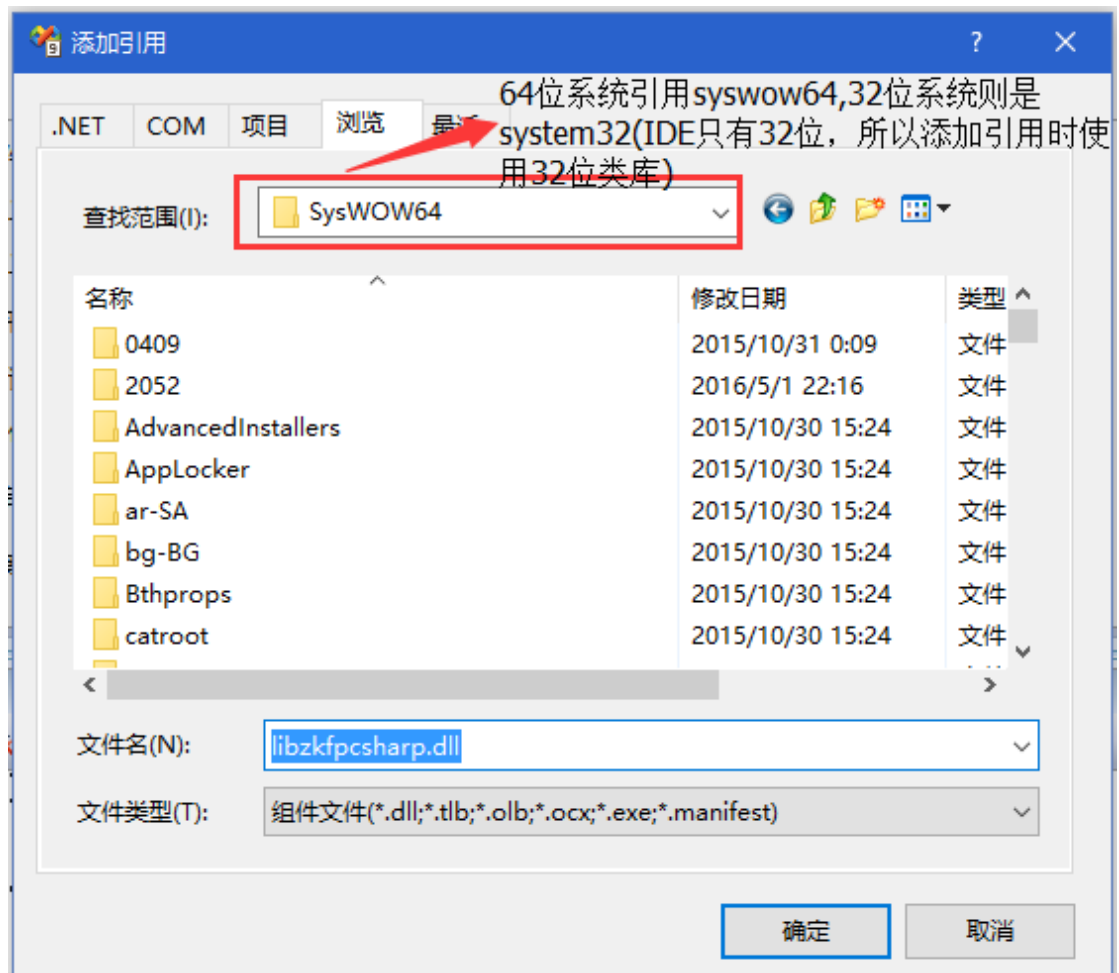 添加引用
64位系统引用syswow64,32位系统则是
system32(IDE只有32位，所以添加引用时使
用32位类库)
.NET COM 项目 浏览 最近
查找范围(I): SysWOW64
名称 修改日期 类型
0409 2015/10/31 0:09 文件
2052 2016/5/1 22:16 文件
AdvancedInstallers 2015/10/30 15:24 文件
AppLocker 2015/10/30 15:24 文件
ar-SA 2015/10/30 15:24 文件
bg-BG 2015/10/30 15:24 文件
Bthprops 2015/10/30 15:24 文件
catroot 2015/10/30 15:24 文件
文件名(N): libzkfpcsharp.dll
文件类型(T): 组件文件(*.dll;*.tlb;*.olb;*.ocx;*.exe;*.manifest)
确定 取消